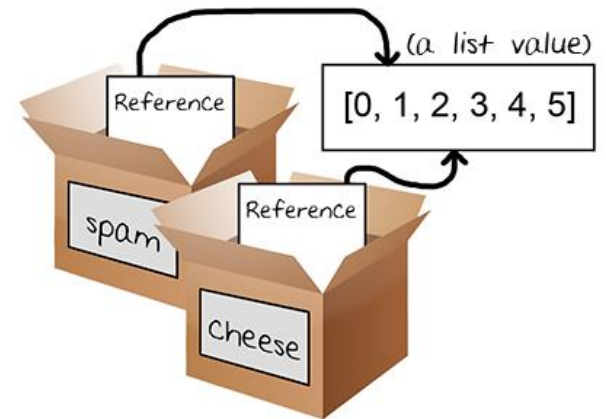 (a list value)
Reference
[0, 1, 2, 3, 4, 5]
Reference
spam
cheese